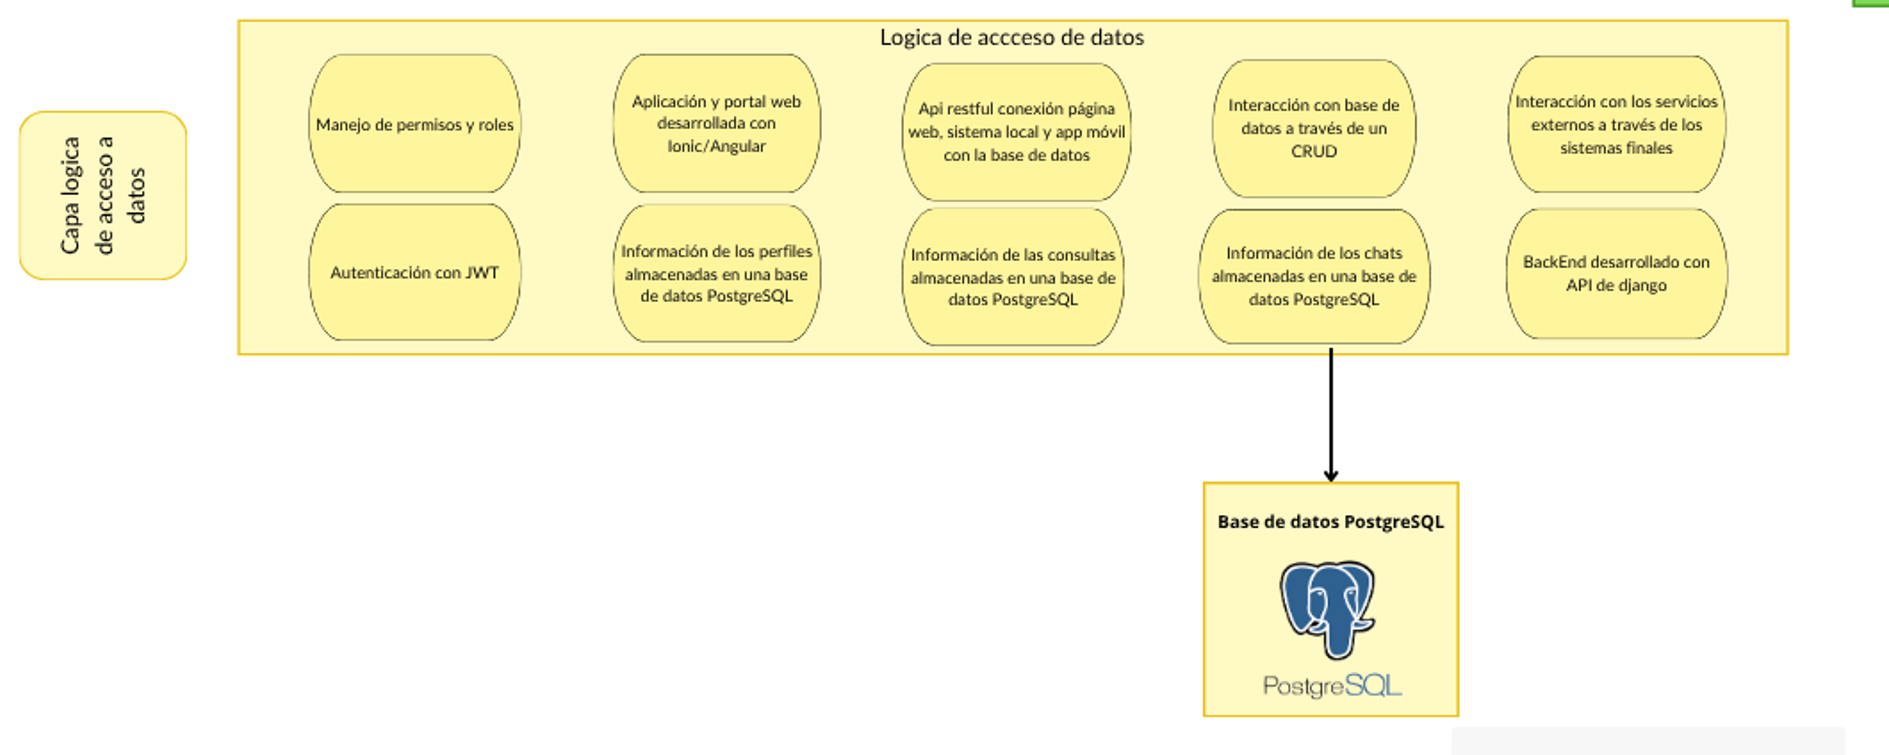 Logica de accceso de datos
Capa logica
de acceso a
datos
Manejo de permisos y roles
Aplicación y portal web
desarrollada con
Ionic/Angular
Api restful conexión página
web, sistema local y app móvil
con la base de datos
Interacción con base de
datos a través de un
CRUD
Interacción con los servicios
externos a través de los
sistemas finales
Autenticación con JWT
Información de los perfiles
almacenadas en una base
de datos PostgreSQL
Información de las consultas
almacenadas en una base de
datos PostgreSQL
Información de los chats
almacenadas en una base de
datos PostgreSQL
BackEnd desarrollado con
API de django
Base de datos PostgreSQL
PostgreSQL